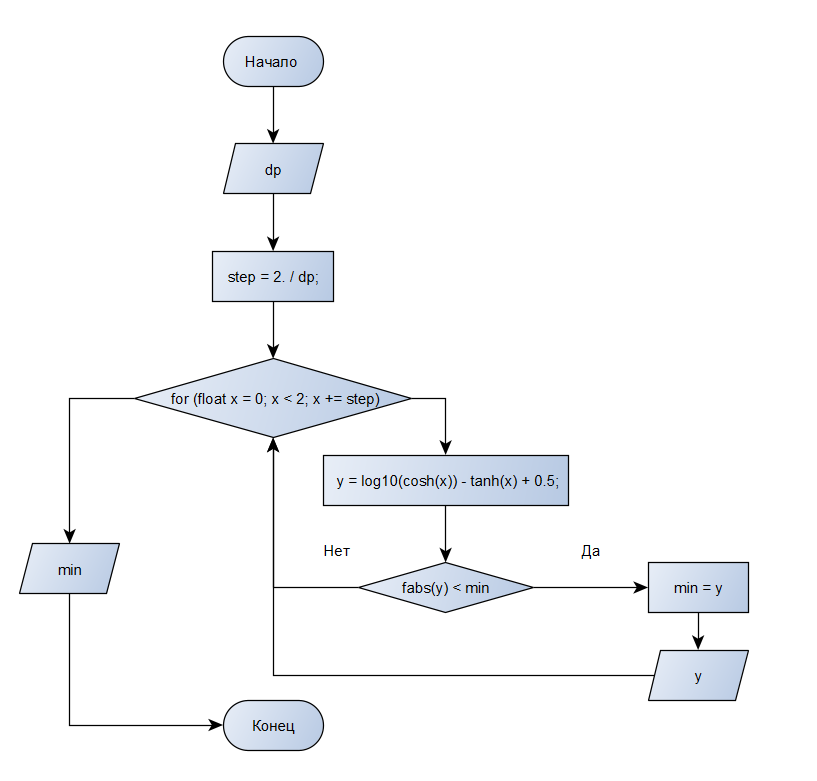 Начало
dp
step = 2. / dp;
for (float x = 0; x < 2; x += step)
y = log10(cosh(x)) - tanh(x) + 0.5;
Нет
Да
min
fabs(y) < min
min = y
y
Конец